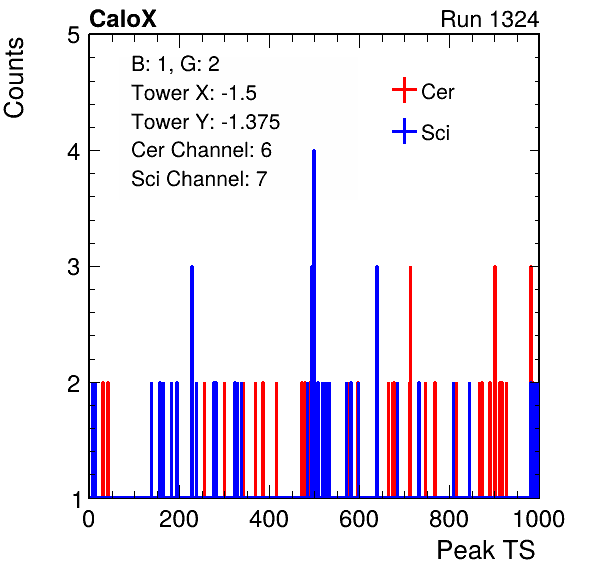 CaloX Run 1324
B: 1, G: 2
Tower X: -1.5
Tower Y: -1.375
Cer Channel: 6
Sci Channel: 7
Cer
Sci
Counts
5
4
3
2
1
0 200 400 600 800 1000
Peak TS